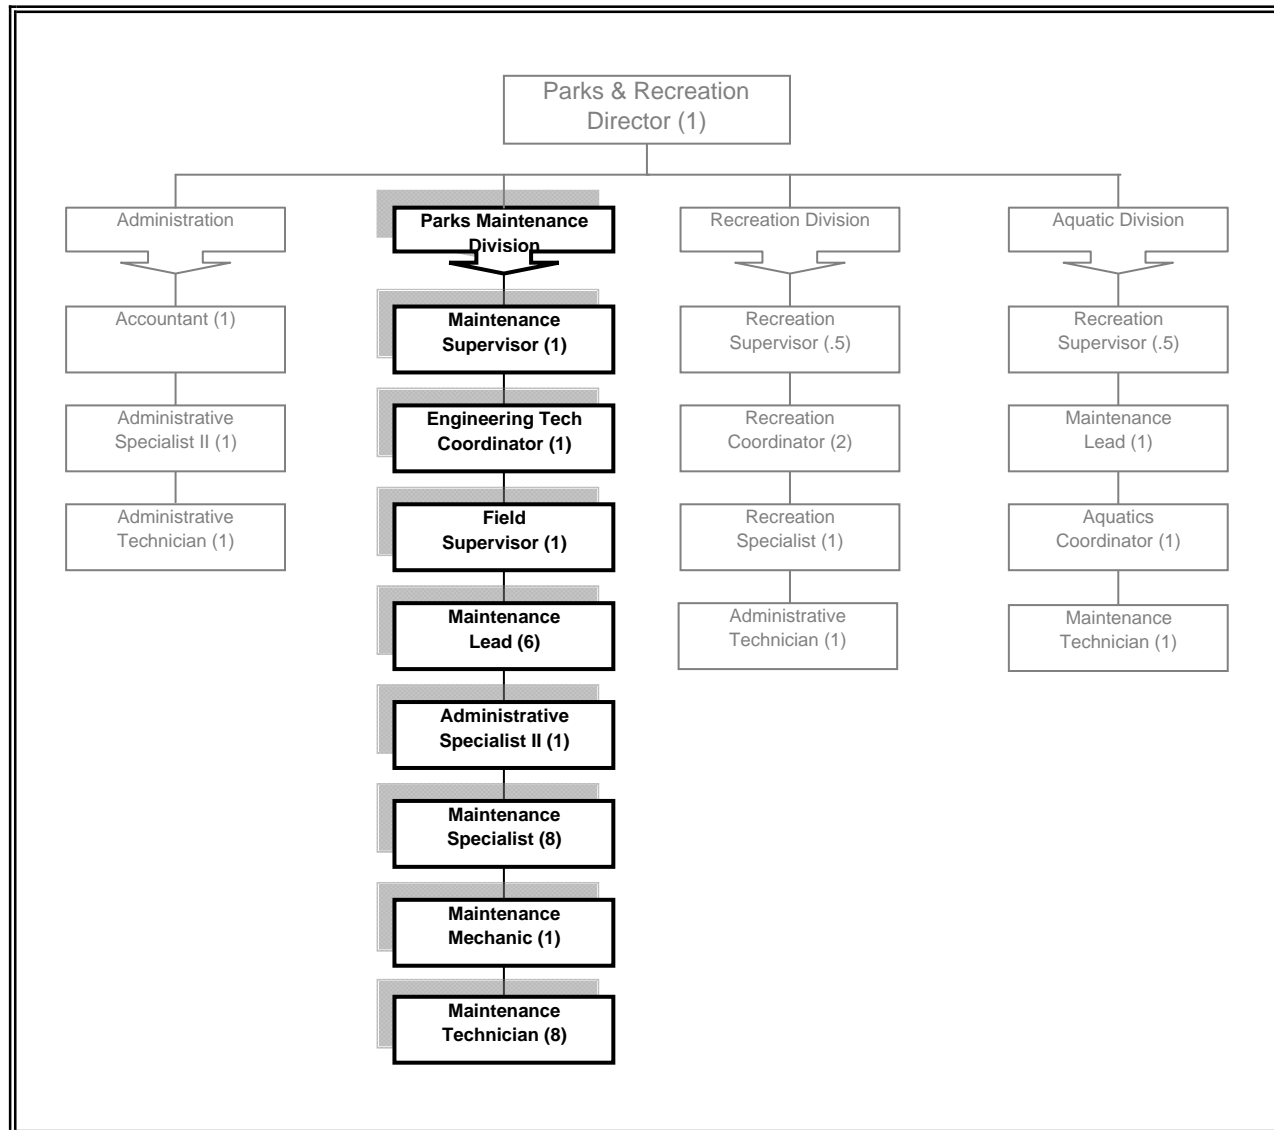 Parks & Recreation
Director (1)
Administration
Accountant (1)
Administrative
Specialist II (1)
Administrative
Technician (1)
Parks Maintenance
Division
Maintenance
Supervisor (1)
Engineering Tech
Coordinator (1)
Field
Supervisor (1)
Maintenance
Lead (6)
Administrative
Specialist II (1)
Maintenance
Specialist (8)
Maintenance
Mechanic (1)
Maintenance
Technician (8)
Recreation Division
Recreation
Supervisor (.5)
Recreation
Coordinator (2)
Recreation
Specialist (1)
Administrative
Technician (1)
Aquatic Division
Recreation
Supervisor (.5)
Maintenance
Lead (1)
Aquatics
Coordinator (1)
Maintenance
Technician (1)